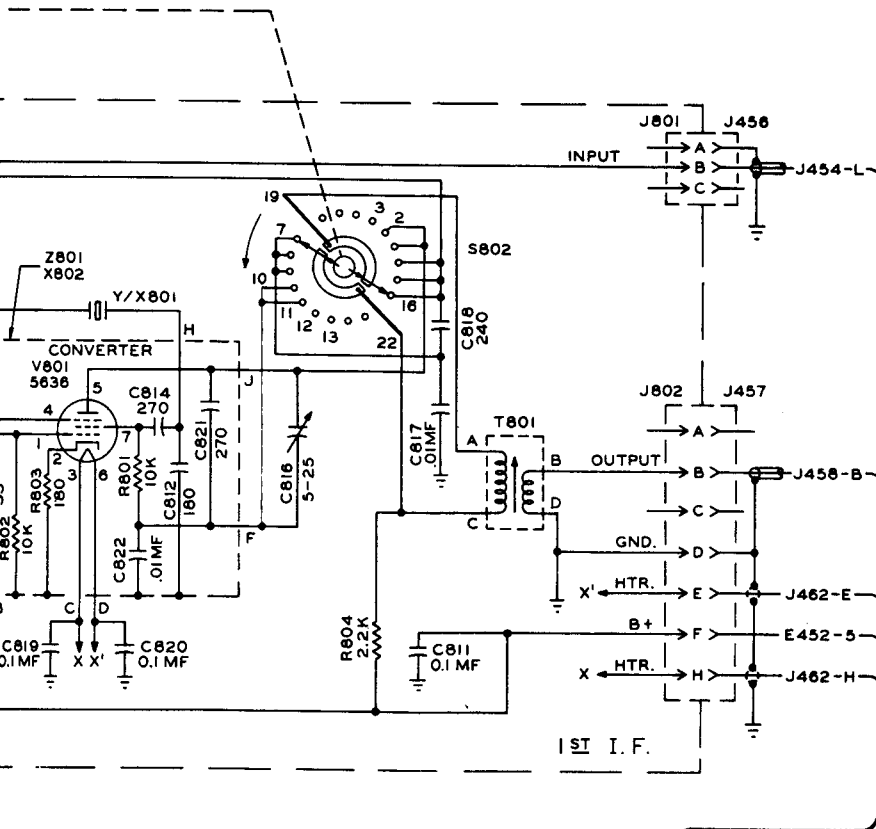 J801 J456
A
INPUT B J454-L
C
19
3
2
7
S802
Z801
X802
10
16
Y/X801
11
12
13
22
H
C818
240
CONVERTER
V801
5636
5
J
C814
270
J802 J457
4
7
1
2
3 6
C821
270
C816
5-25
C817
.01MF
T801
A
A
B OUTPUT B J458-B
R803
180
R801
10K
C812
180
R802
10K
C
D
C
F
C822
.01MF
GND. D
X' HTR. E J462-E
C D
C819
0.1MF
X X'
C820
0.1MF
R804
2.2K
C811
0.1MF
B+ F E452-5
X HTR. H J462-H
1ST I.F.